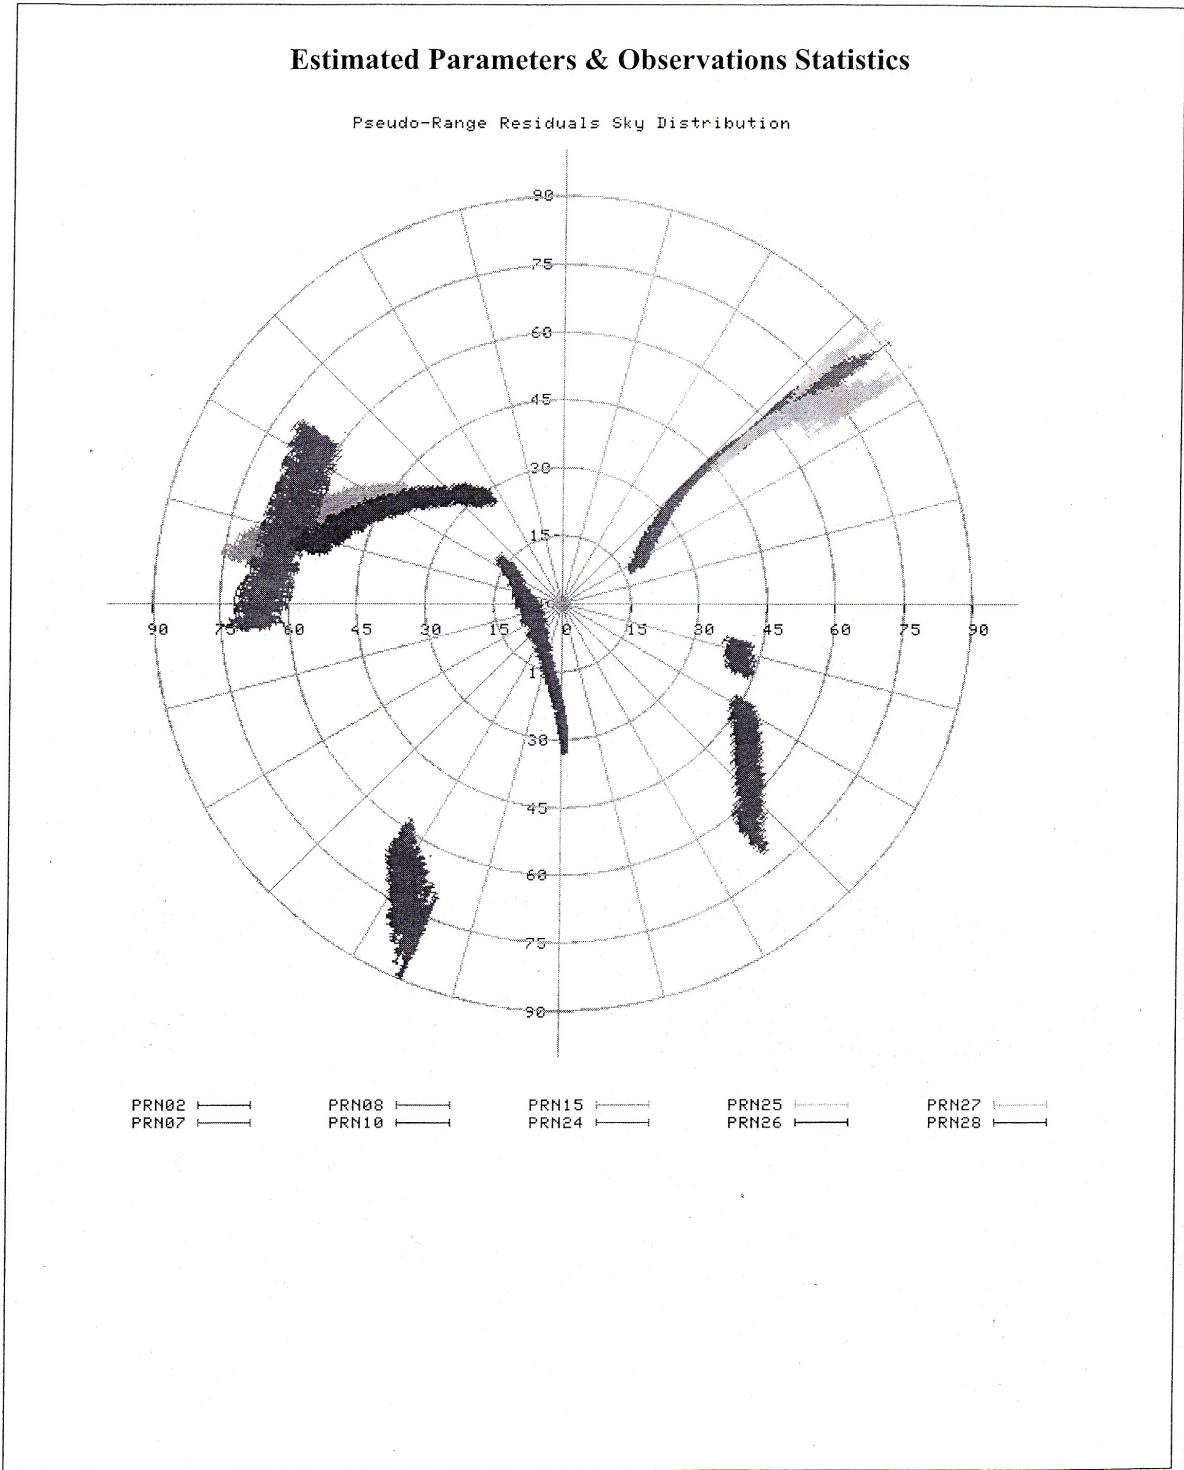 Estimated Parameters & Observations Statistics
Pseudo-Range Residuals Sky Distribution
90
75
60
45
30
15
90 75 60 45 30 15 0 15 30 45 60 75 90
30
45
60
75
90
PRN02 PRN08 PRN15 PRN25 PRN27
PRN07 PRN10 PRN24 PRN26 PRN28